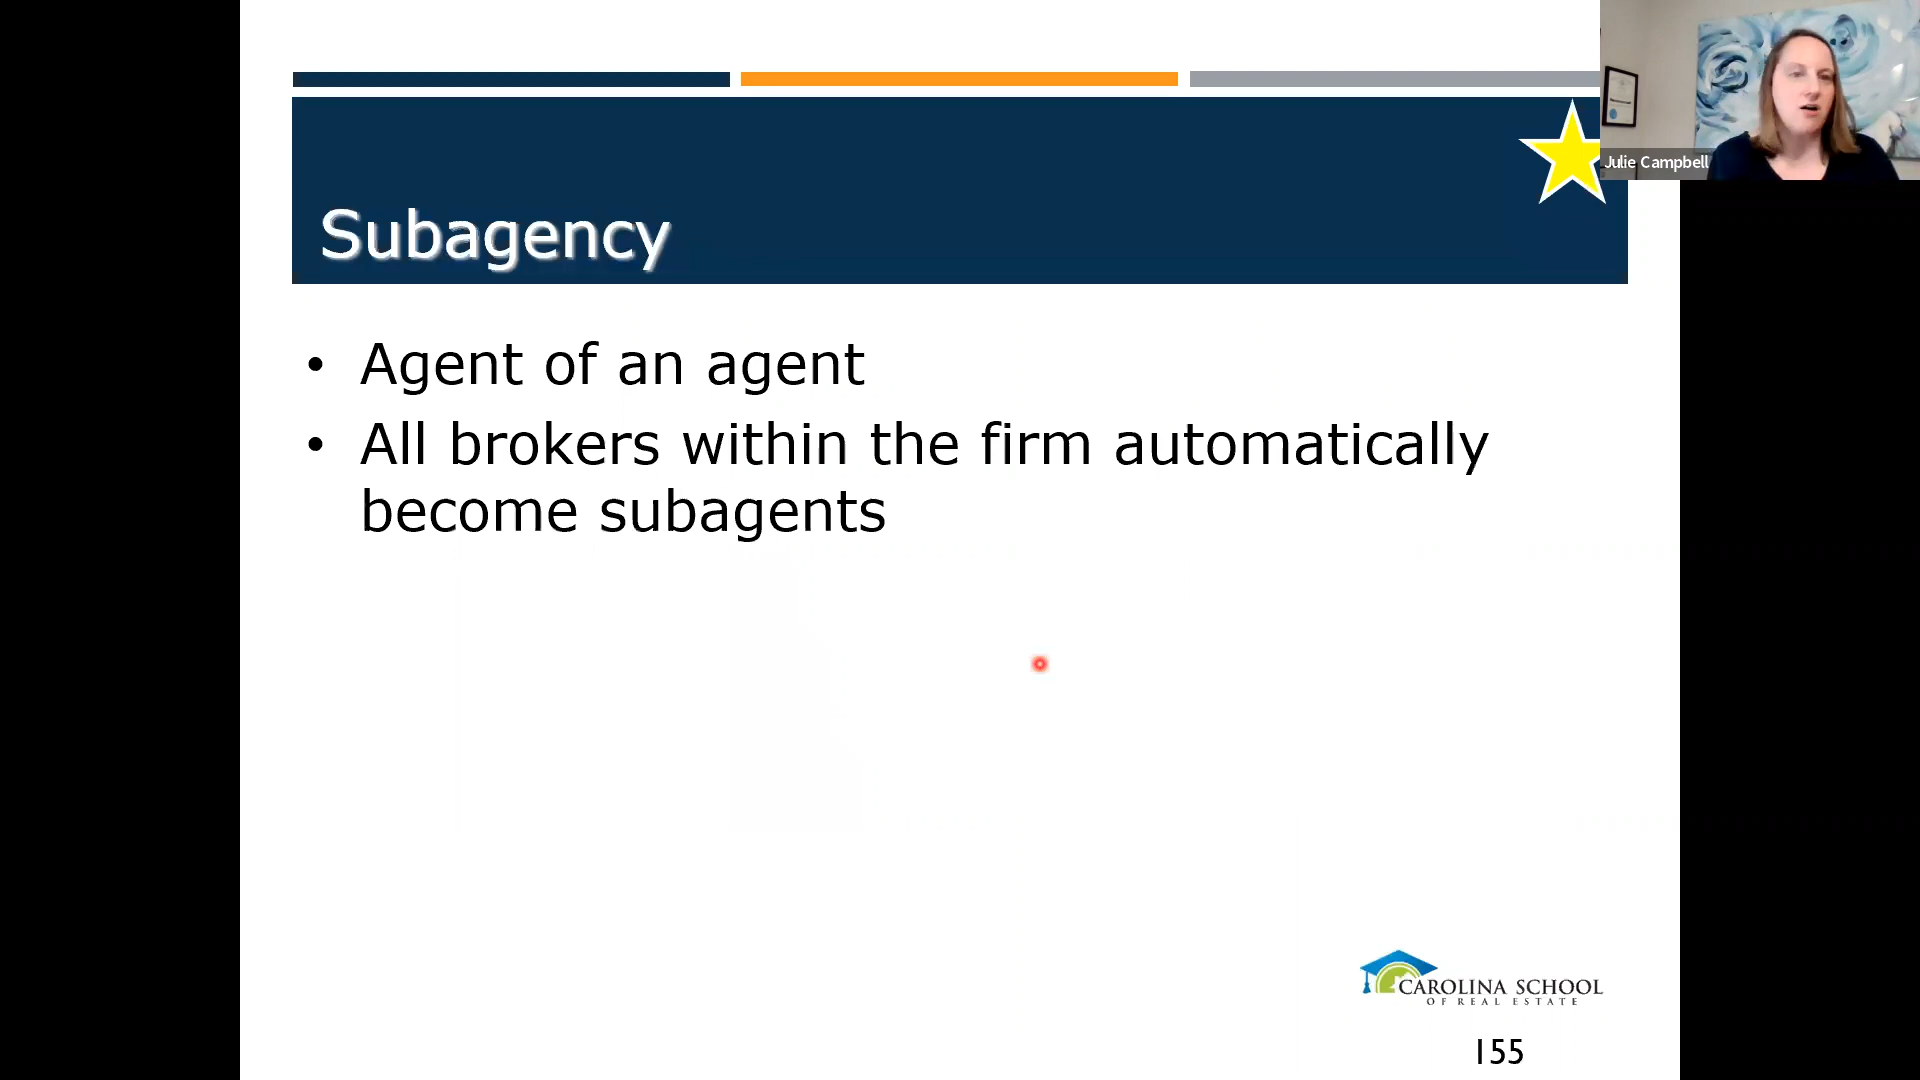 Julie Campbell
Subagency
• Agent of an agent
• All brokers within the firm automatically
become subagents
CAROLINA SCHOOL
OF REAL ESTATE
155